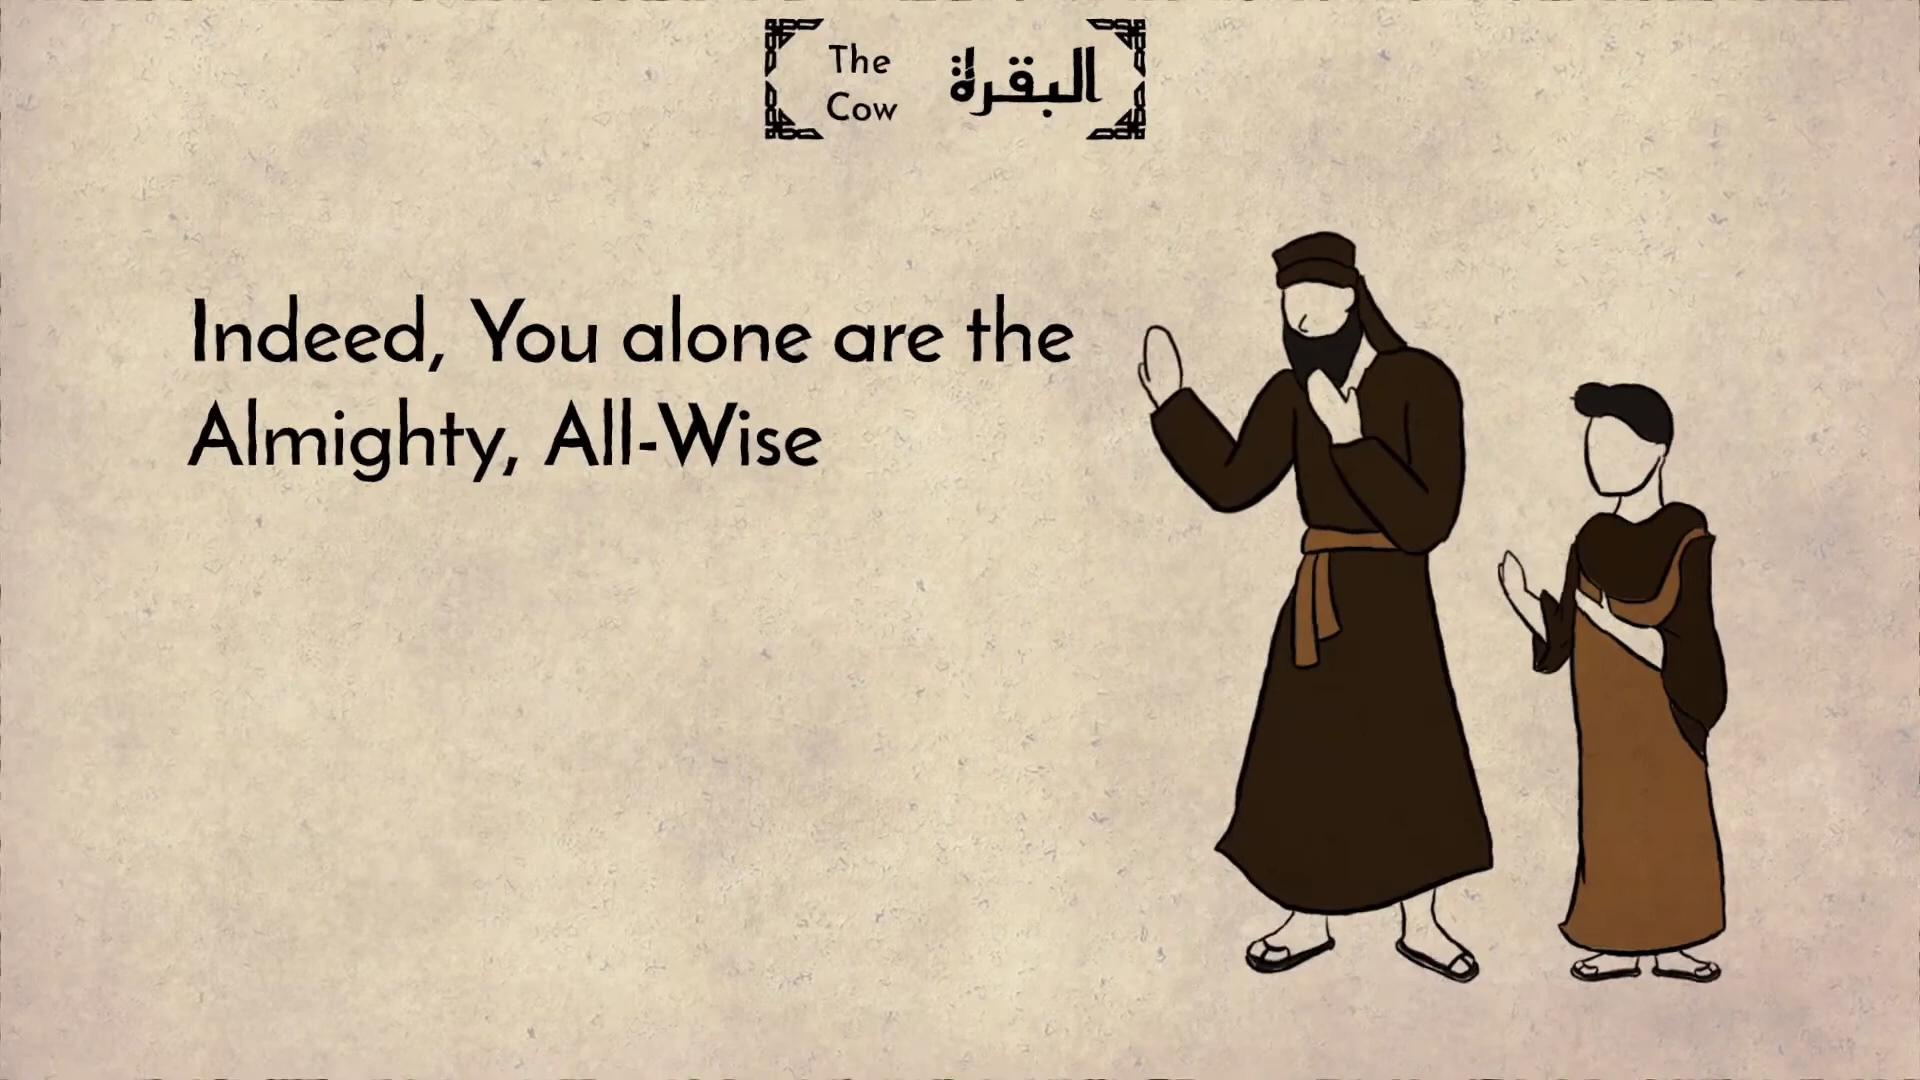 The
Cow
البقرة
Indeed, You alone are the
Almighty, All-Wise